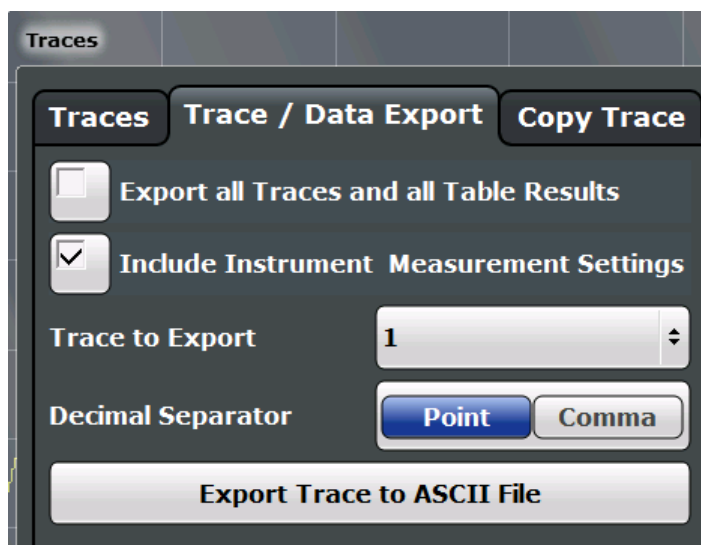 Traces
Traces Trace / Data Export Copy Trace
Export all Traces and all Table Results
Include Instrument Measurement Settings
Trace to Export 1
Decimal Separator Point Comma
Export Trace to ASCII File